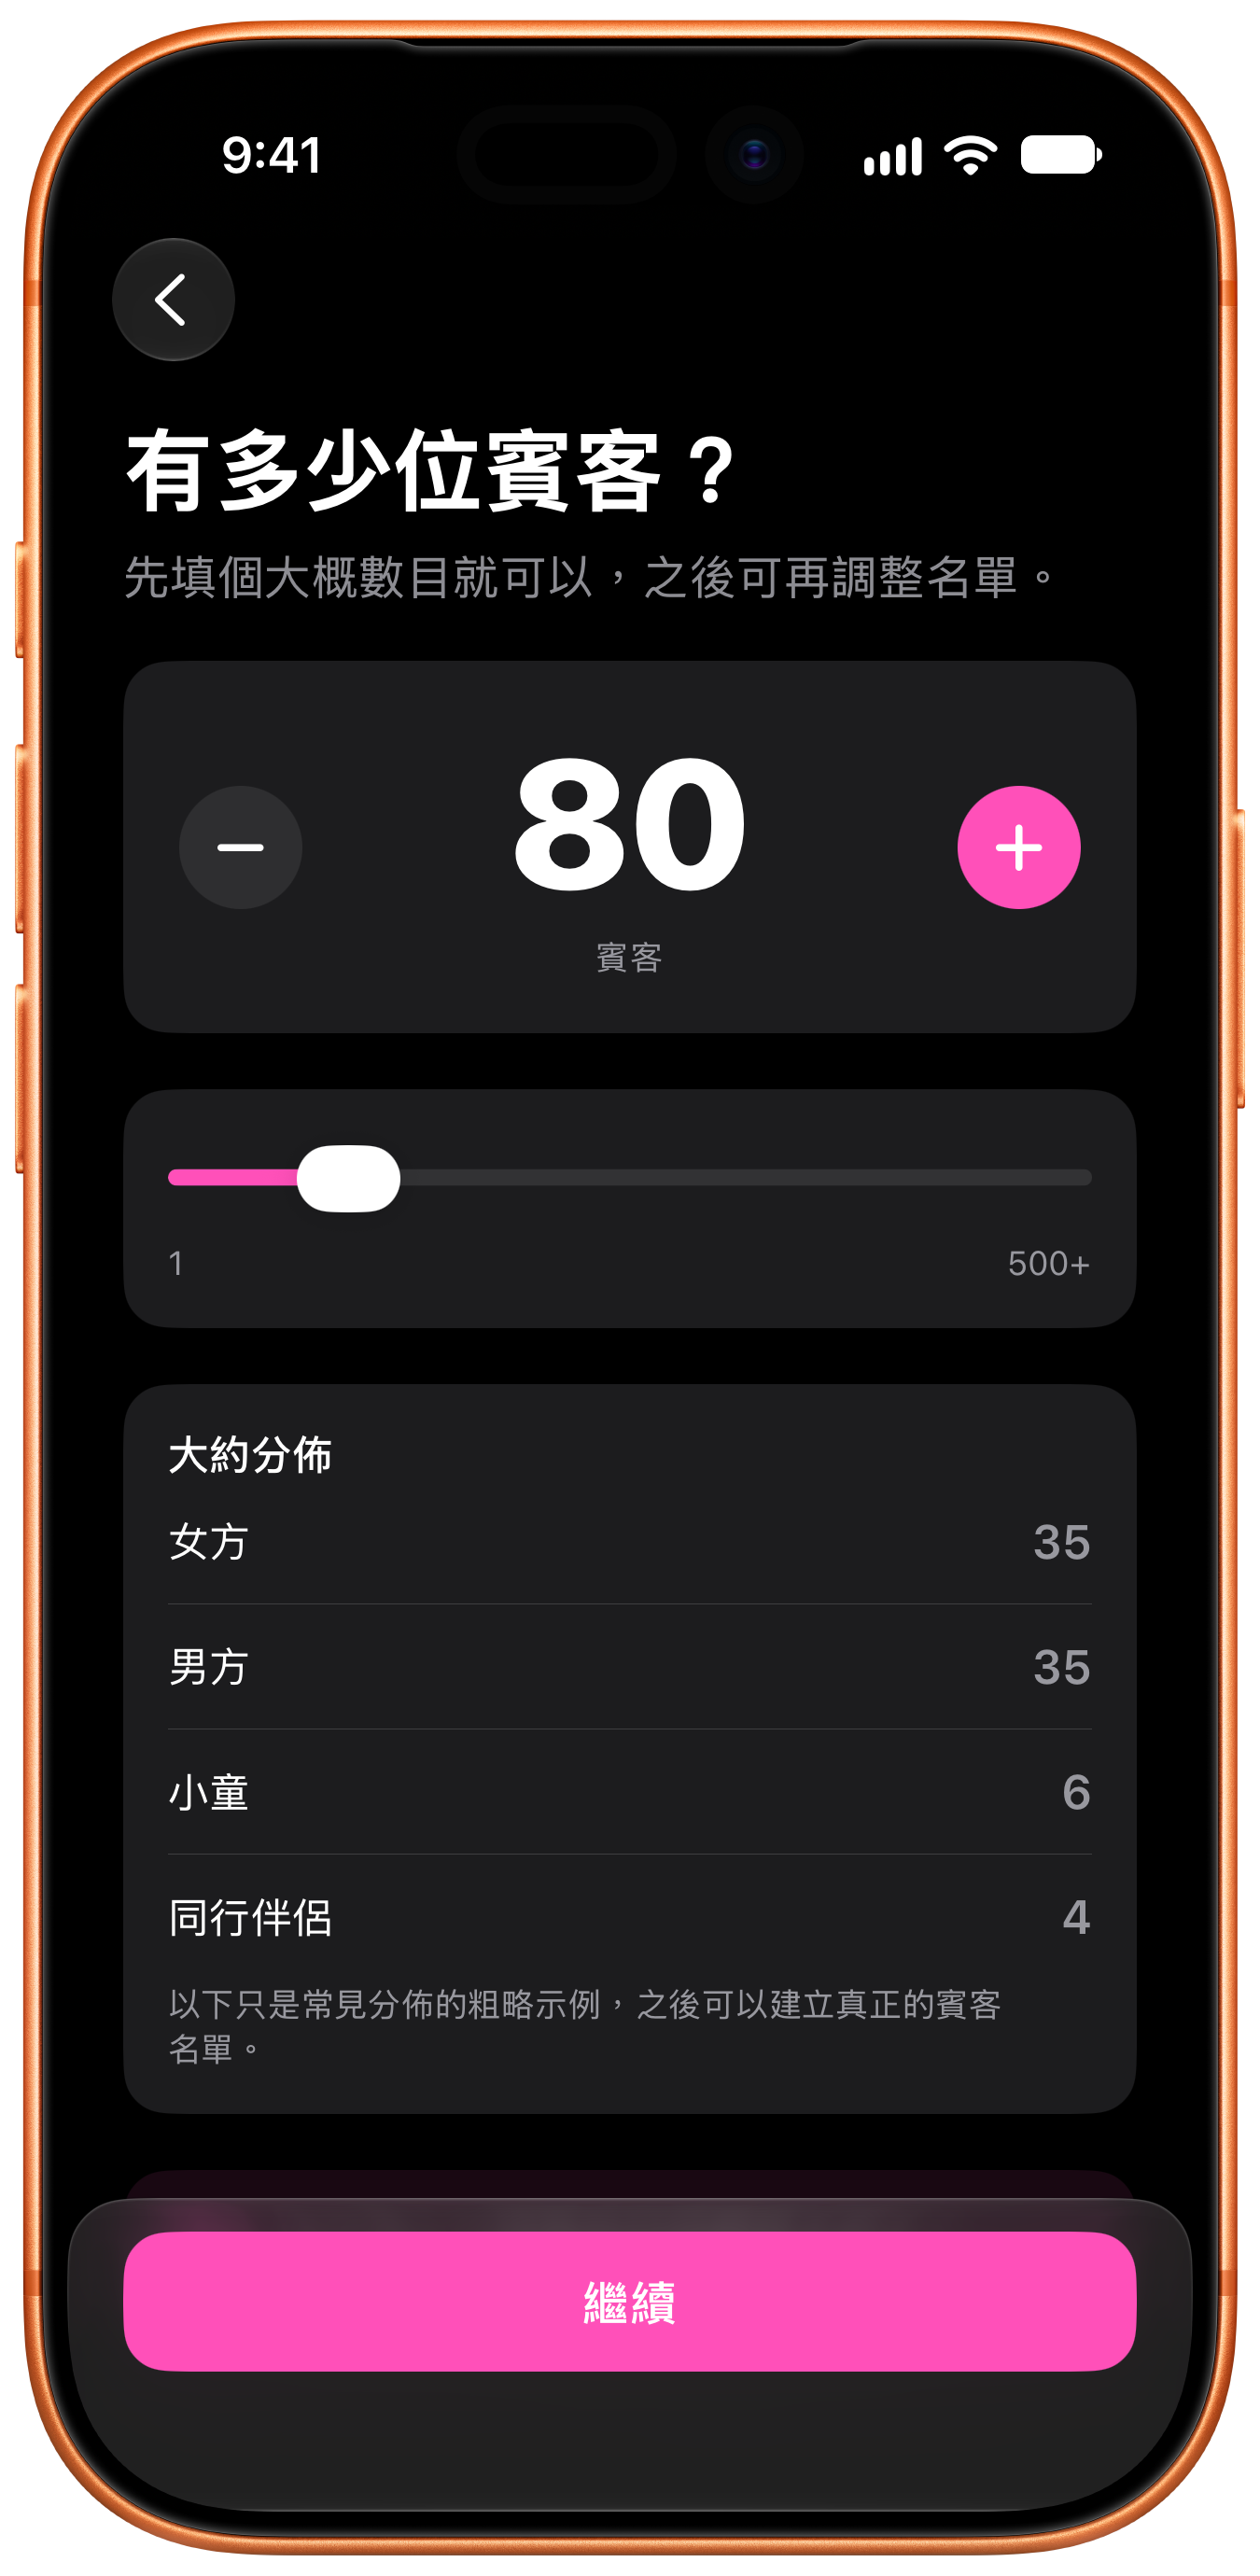 9:41
有多少位賓客？
先填個大概數目就可以，之後可再調整名單。
80
賓客
1
500+
大約分佈
女方
35
男方
35
小童
6
同行伴侶
4
以下只是常見分佈的粗略示例，之後可以建立真正的賓客
名單。
繼續